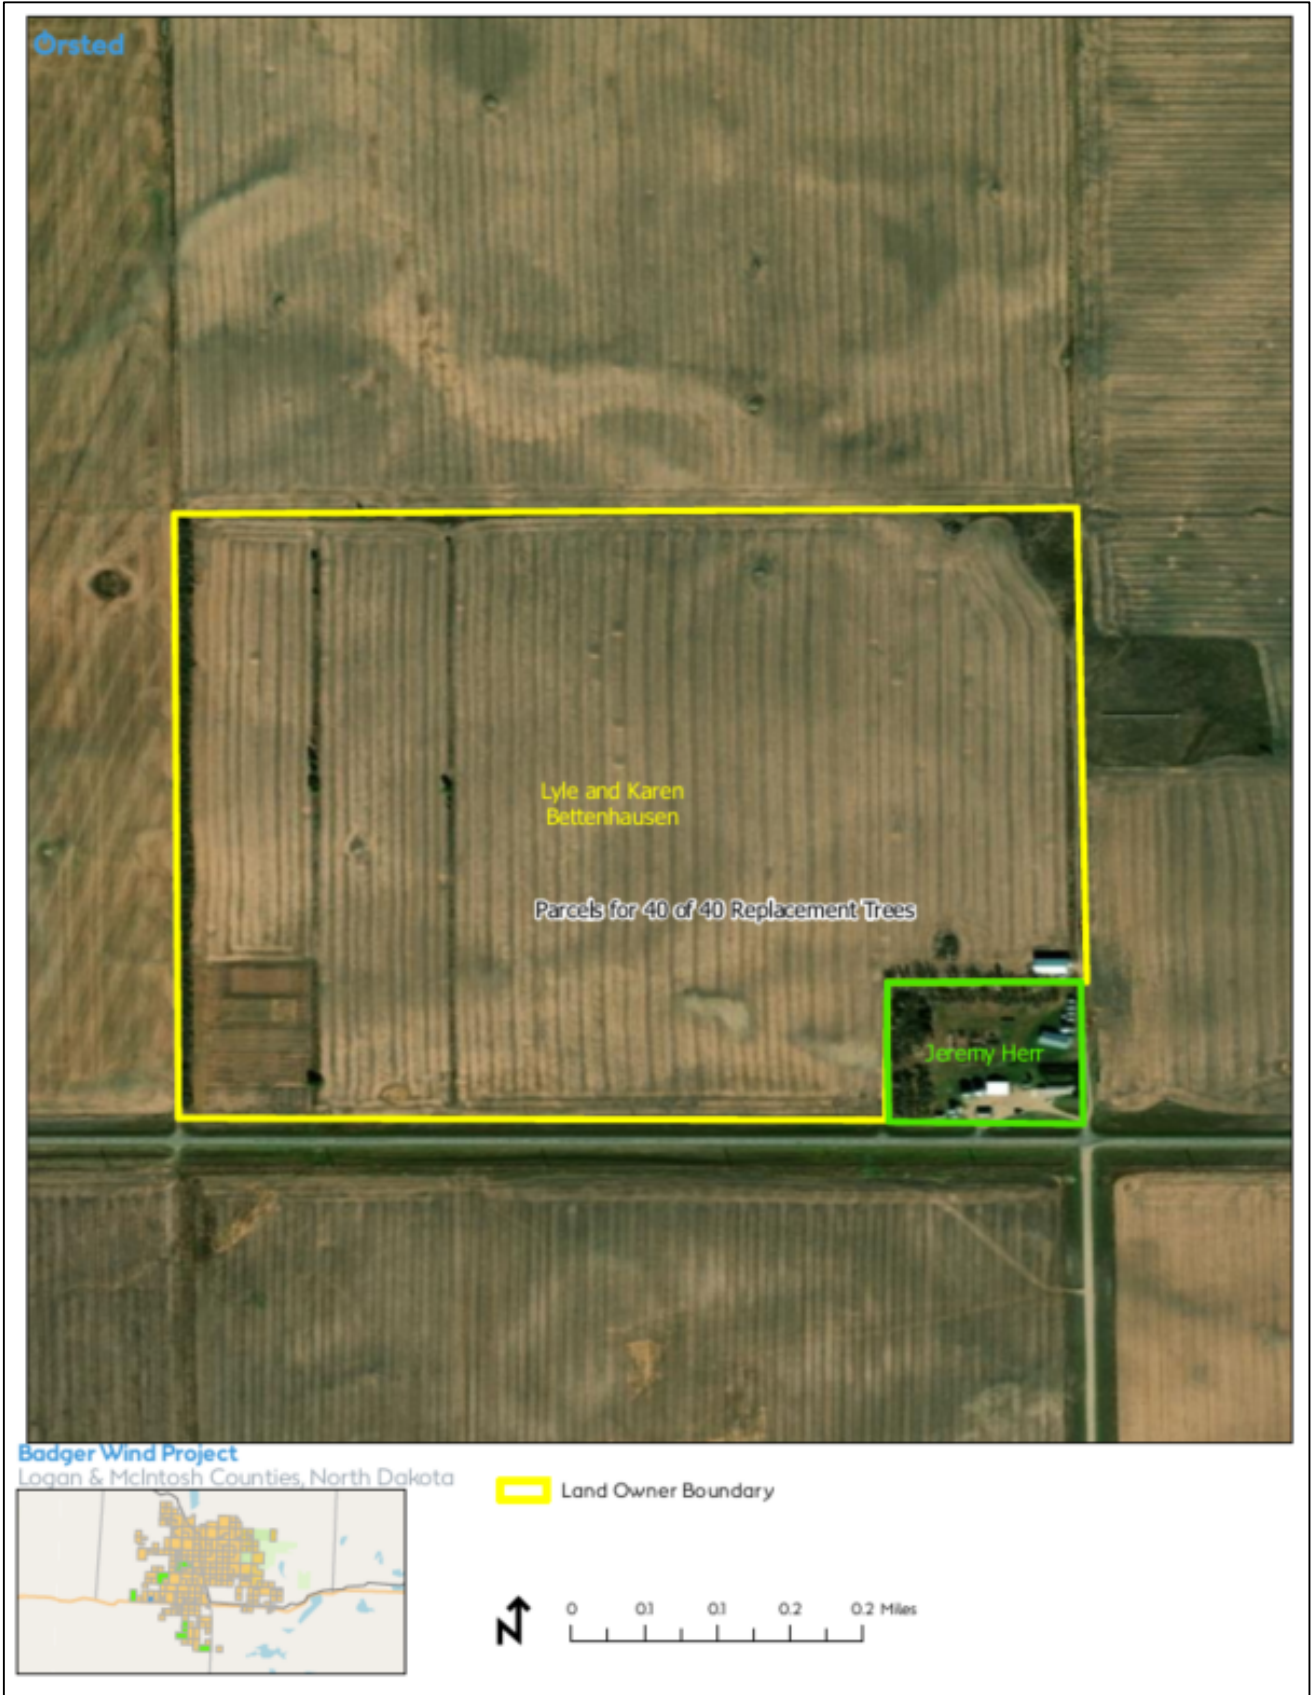 Ørsted
Lyle and Karen
Bettenhausen
Parcels for 40 of 40 Replacement Trees
Jeremy Herr
Badger Wind Project
Logan & McIntosh Counties, North Dakota
Land Owner Boundary
N
0 0.1 0.1 0.2 0.2 Miles